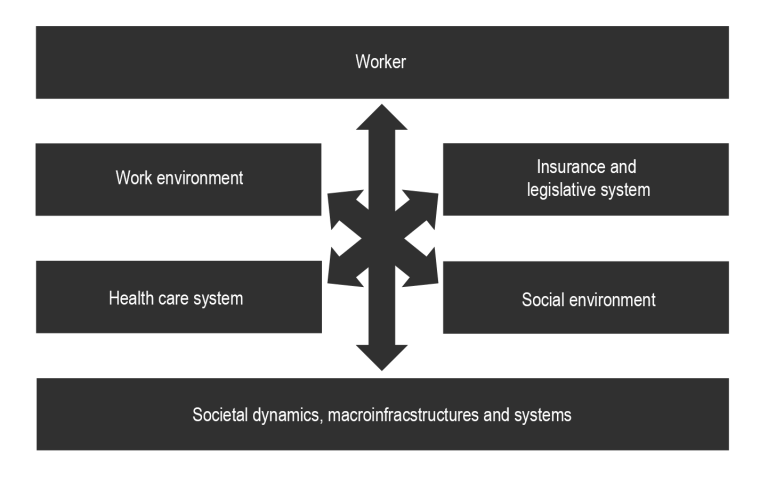 Worker
Work environment
Insurance and
legislative system
Health care system
Social environment
Societal dynamics, macroinfracstructures and systems